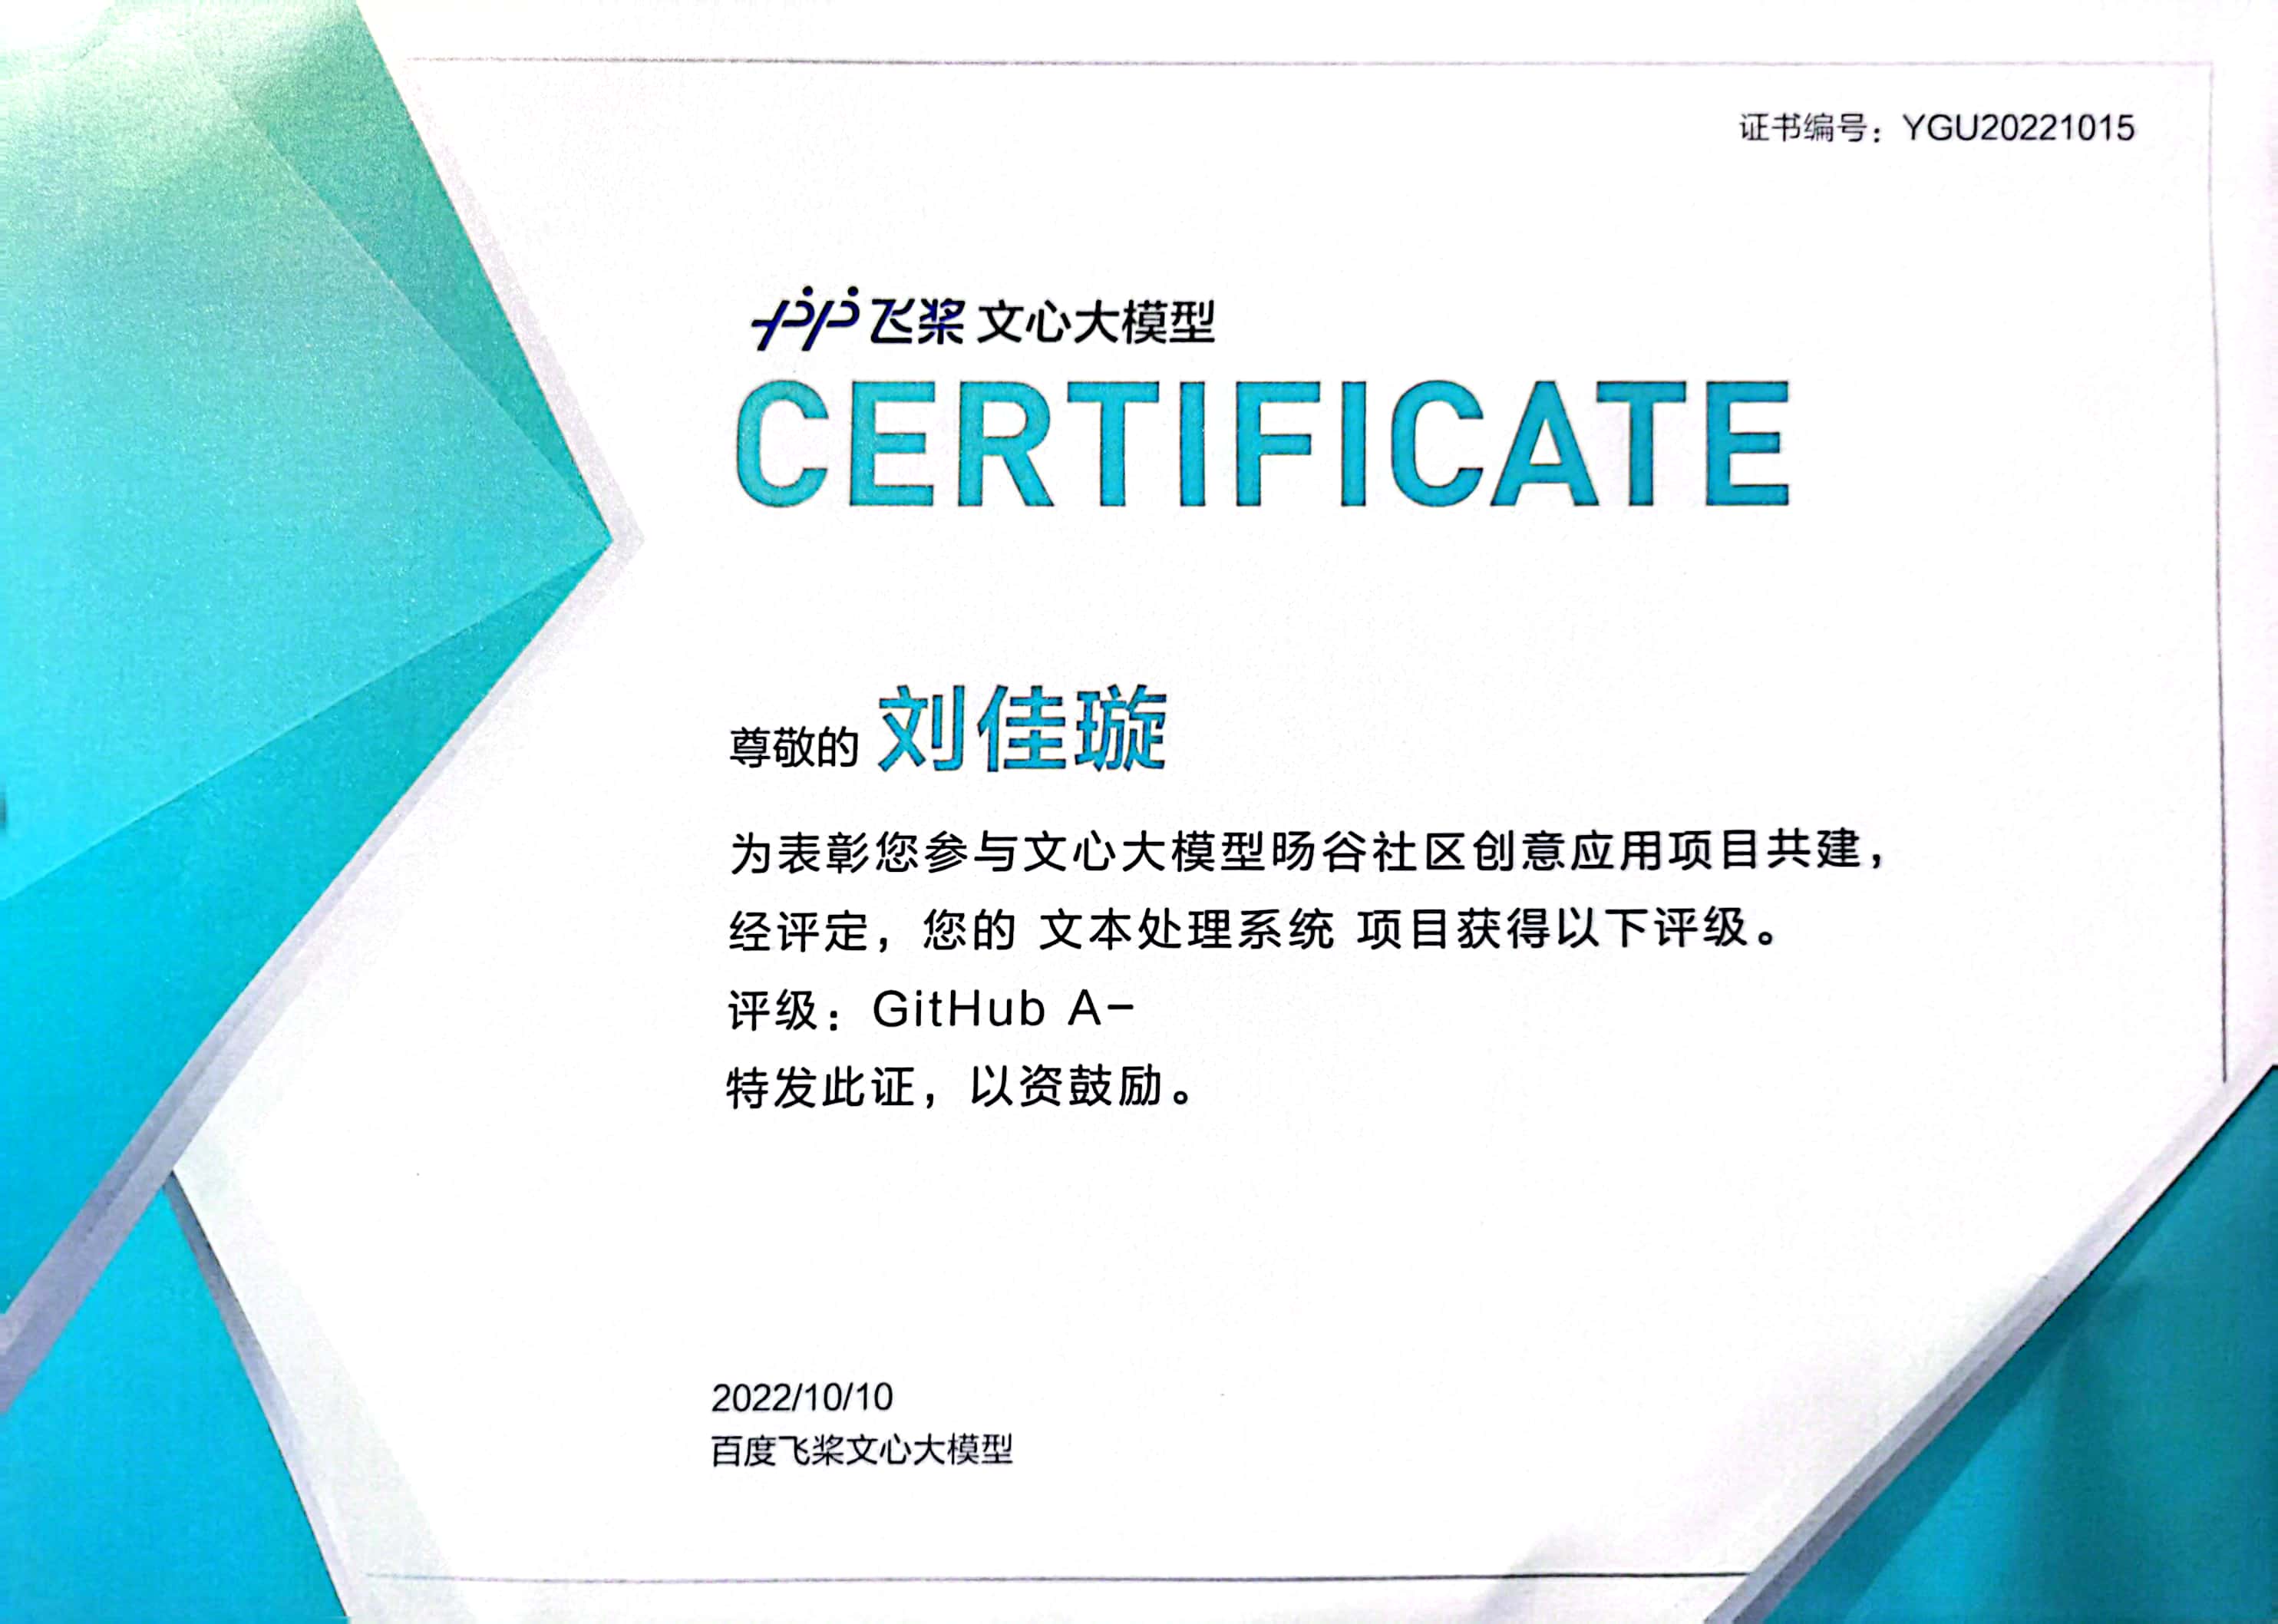 证书编号：YGU20221015
飞桨 文心大模型
CERTIFICATE
尊敬的 刘佳璇
为表彰您参与文心大模型旸谷社区创意应用项目共建，
经评定，您的 文本处理系统 项目获得以下评级。
评级：GitHub A-
特发此证，以资鼓励。
2022/10/10
百度飞桨文心大模型